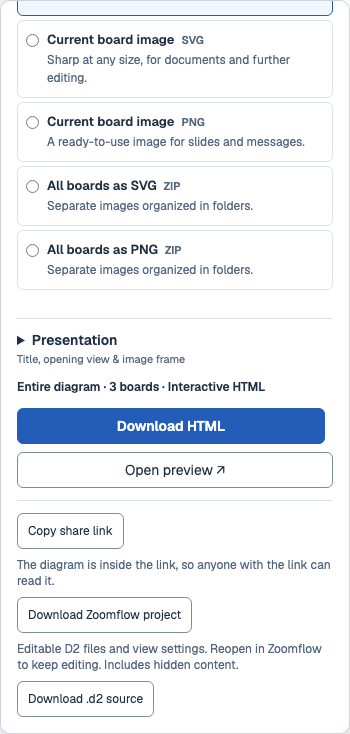 Current board image SVG
Sharp at any size, for documents and further
editing.
Current board image PNG
A ready-to-use image for slides and messages.
All boards as SVG ZIP
Separate images organized in folders.
All boards as PNG ZIP
Separate images organized in folders.
▶ Presentation
Title, opening view & image frame
Entire diagram · 3 boards · Interactive HTML
Download HTML
Open preview ↗
Copy share link
The diagram is inside the link, so anyone with the link can
read it.
Download Zoomflow project
Editable D2 files and view settings. Reopen in Zoomflow
to keep editing. Includes hidden content.
Download .d2 source